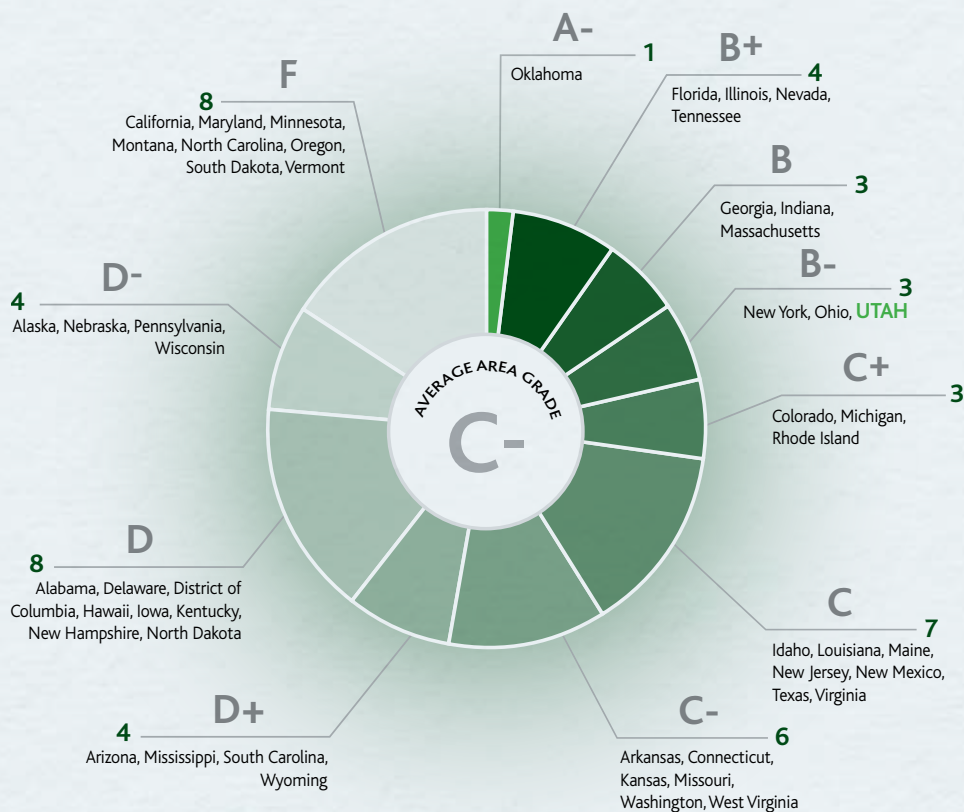 A-
1
Oklahoma
B+
4
Florida, Illinois, Nevada,
Tennessee
B
3
Georgia, Indiana,
Massachusetts
B-
3
New York, Ohio, UTAH
C+
3
Colorado, Michigan,
Rhode Island
C
7
Idaho, Louisiana, Maine,
New Jersey, New Mexico,
Texas, Virginia
C-
6
Arkansas, Connecticut,
Kansas, Missouri,
Washington, West Virginia
D+
4
Arizona, Mississippi, South Carolina,
Wyoming
D
8
Alabama, Delaware, District of
Columbia, Hawaii, Iowa, Kentucky,
New Hampshire, North Dakota
D-
4
Alaska, Nebraska, Pennsylvania,
Wisconsin
F
8
California, Maryland, Minnesota,
Montana, North Carolina, Oregon,
South Dakota, Vermont
AVERAGE AREA GRADE
C-